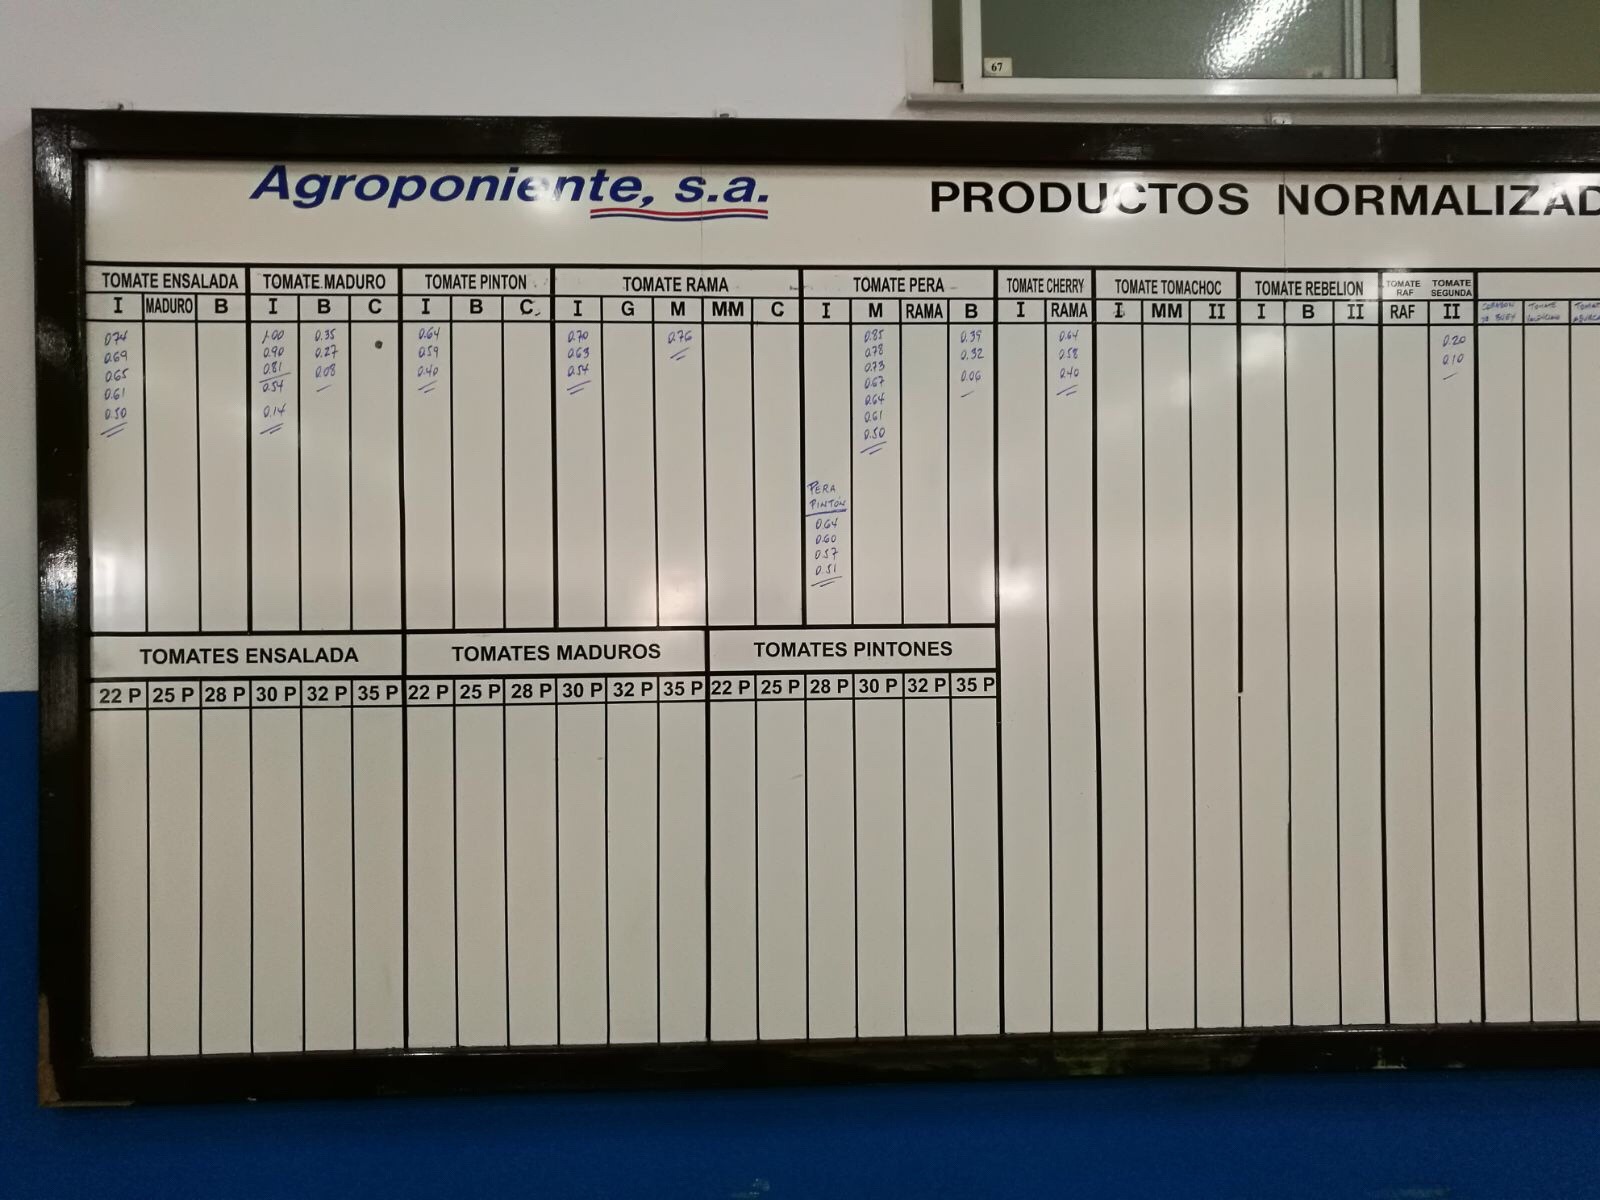 67
Agroponiente, s.a.
PRODUCTOS NORMALIZAD
TOMATE ENSALADA TOMATE MADURO TOMATE PINTON TOMATE RAMA TOMATE PERA TOMATE CHERRY TOMATE TOMACHOC TOMATE REBELION TOMATE RAF TOMATE SEGUNDA
I MADURO B I B C I B C I G M MM C I M RAMA B I RAMA I MM II I B II RAF II
0.74 1.00 0.35 0.64 0.70 0.76 0.85 0.39 0.64 0.20
0.69 0.90 0.27 0.59 0.63 0.78 0.32 0.58 0.10
0.65 0.81 0.08 0.40 0.54 0.73 0.06 0.40
0.61 0.54 0.67
0.50 0.14 0.64
0.61
0.50
PERA
PINTON
0.64
0.60
0.57
0.51
TOMATES ENSALADA TOMATES MADUROS TOMATES PINTONES
22 P 25 P 28 P 30 P 32 P 35 P 22 P 25 P 28 P 30 P 32 P 35 P 22 P 25 P 28 P 30 P 32 P 35 P